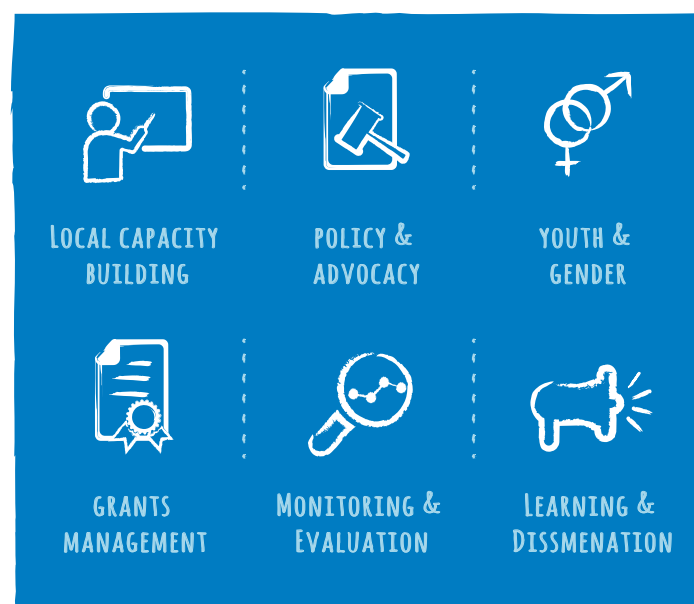 Local capacity
building
policy &
advocacy
youth &
gender
grants
management
Monitoring &
Evaluation
Learning &
Dissmenation